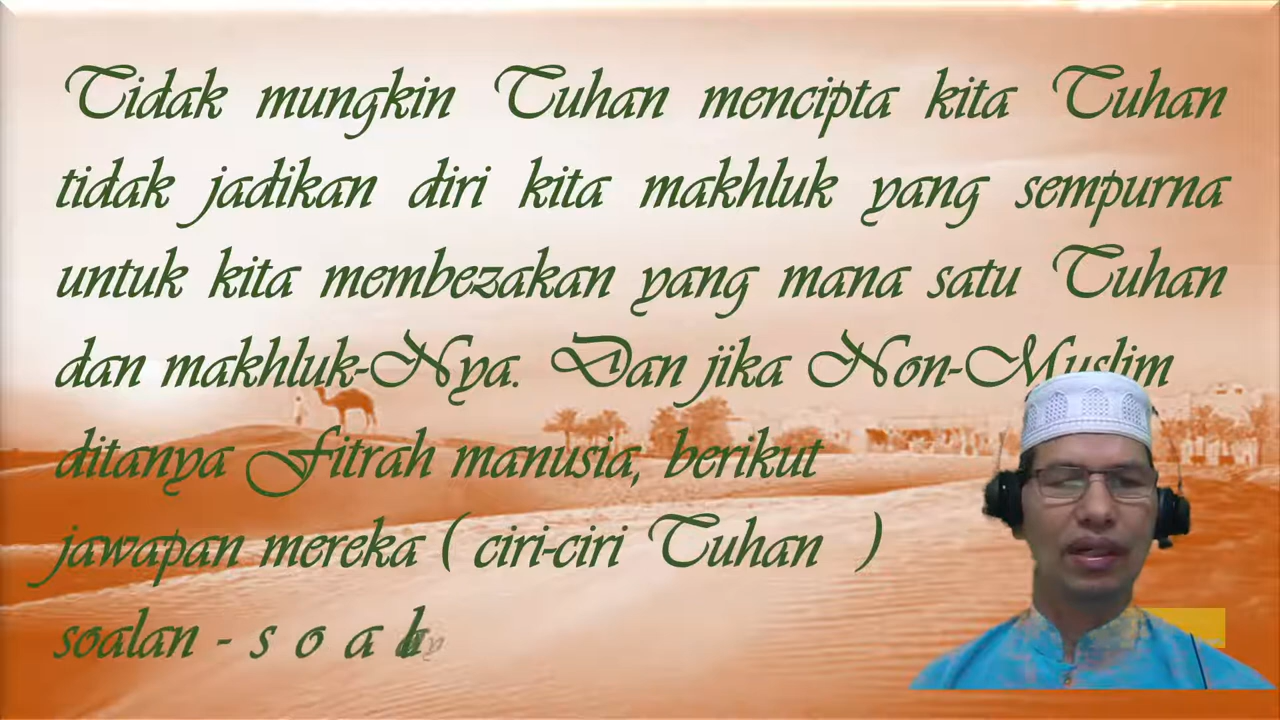 Tidak mungkin Tuhan mencipta kita Tuhan
tidak jadikan diri kita makhluk yang sempurna
untuk kita membezakan yang mana satu Tuhan
dan makhluk-Nya. Dan jika Non-Muslim
ditanya Fitrah manusia, berikut
jawapan mereka ( ciri-ciri Tuhan )
soalan - s o a